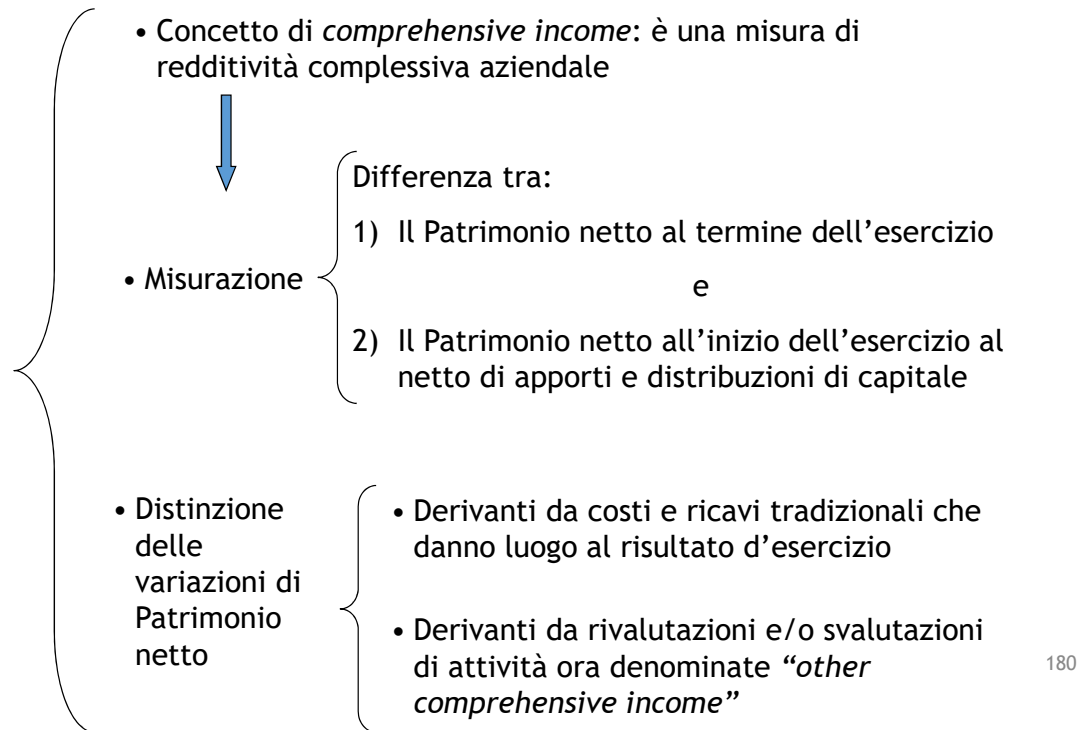 • Concetto di comprehensive income: è una misura di
redditività complessiva aziendale
Differenza tra:
1) Il Patrimonio netto al termine dell’esercizio
• Misurazione
e
2) Il Patrimonio netto all’inizio dell’esercizio al
netto di apporti e distribuzioni di capitale
• Distinzione
delle
variazioni di
Patrimonio
netto
• Derivanti da costi e ricavi tradizionali che
danno luogo al risultato d’esercizio
• Derivanti da rivalutazioni e/o svalutazioni
di attività ora denominate “other
comprehensive income”
180